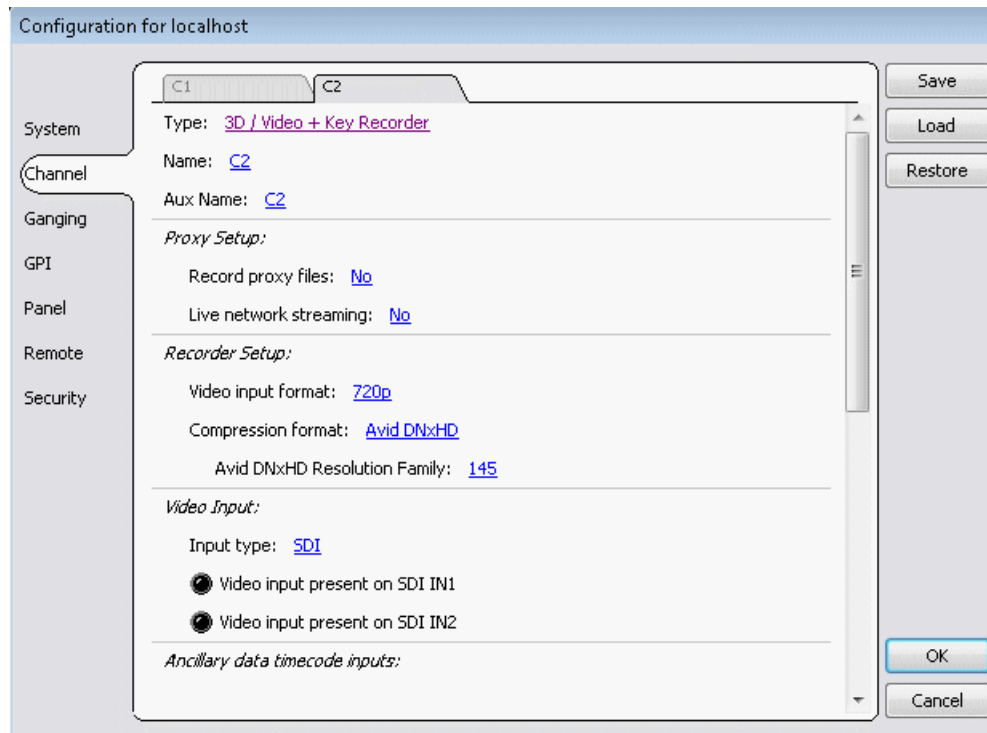 Configuration for localhost
C1
C2
System
Channel
Ganging
GPI
Panel
Remote
Security
Type: 3D / Video + Key Recorder
Name: C2
Aux Name: C2
Proxy Setup:
Record proxy files: No
Live network streaming: No
Recorder Setup:
Video input format: 720p
Compression format: Avid DNxHD
Avid DNxHD Resolution Family: 145
Video Input:
Input type: SDI
Video input present on SDI IN1
Video input present on SDI IN2
Ancillary data timecode inputs:
Save
Load
Restore
OK
Cancel